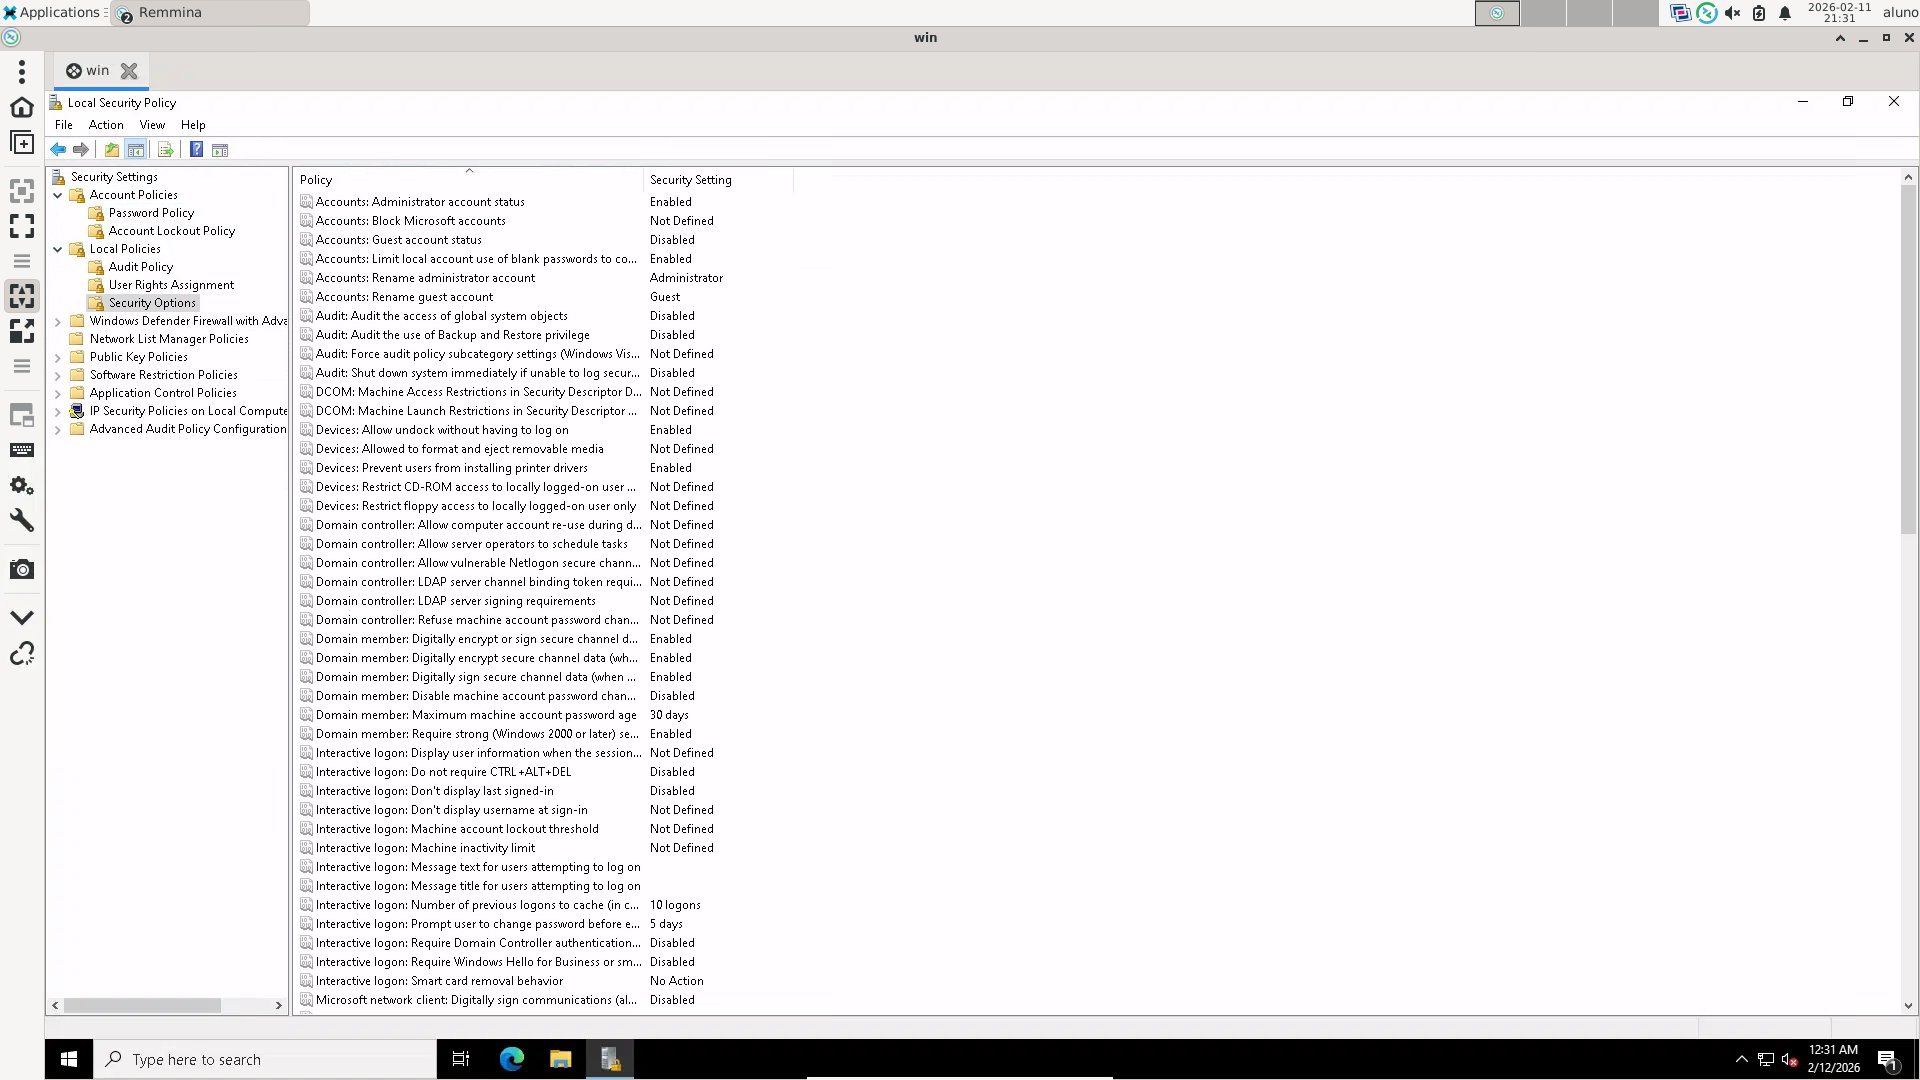 Applications
Remmina
2026-02-11
21:31
aluno
win
win
Local Security Policy
File Action View Help
Security Settings
Account Policies
Password Policy
Account Lockout Policy
Local Policies
Audit Policy
User Rights Assignment
Security Options
Windows Defender Firewall with Adva
Network List Manager Policies
Public Key Policies
Software Restriction Policies
Application Control Policies
IP Security Policies on Local Compute
Advanced Audit Policy Configuration
Policy Security Setting
Accounts: Administrator account status Enabled
Accounts: Block Microsoft accounts Not Defined
Accounts: Guest account status Disabled
Accounts: Limit local account use of blank passwords to co... Enabled
Accounts: Rename administrator account Administrator
Accounts: Rename guest account Guest
Audit: Audit the access of global system objects Disabled
Audit: Audit the use of Backup and Restore privilege Disabled
Audit: Force audit policy subcategory settings (Windows Vis... Not Defined
Audit: Shut down system immediately if unable to log secur... Disabled
DCOM: Machine Access Restrictions in Security Descriptor D... Not Defined
DCOM: Machine Launch Restrictions in Security Descriptor ... Not Defined
Devices: Allow undock without having to log on Enabled
Devices: Allowed to format and eject removable media Not Defined
Devices: Prevent users from installing printer drivers Enabled
Devices: Restrict CD-ROM access to locally logged-on user ... Not Defined
Devices: Restrict floppy access to locally logged-on user only Not Defined
Domain controller: Allow computer account re-use during d... Not Defined
Domain controller: Allow server operators to schedule tasks Not Defined
Domain controller: Allow vulnerable Netlogon secure chann... Not Defined
Domain controller: LDAP server channel binding token requi... Not Defined
Domain controller: LDAP server signing requirements Not Defined
Domain controller: Refuse machine account password chan... Not Defined
Domain member: Digitally encrypt or sign secure channel d... Enabled
Domain member: Digitally encrypt secure channel data (wh... Enabled
Domain member: Digitally sign secure channel data (when ... Enabled
Domain member: Disable machine account password chan... Disabled
Domain member: Maximum machine account password age 30 days
Domain member: Require strong (Windows 2000 or later) se... Enabled
Interactive logon: Display user information when the session... Not Defined
Interactive logon: Do not require CTRL+ALT+DEL Disabled
Interactive logon: Don't display last signed-in Disabled
Interactive logon: Don't display username at sign-in Not Defined
Interactive logon: Machine account lockout threshold Not Defined
Interactive logon: Machine inactivity limit Not Defined
Interactive logon: Message text for users attempting to log on
Interactive logon: Message title for users attempting to log on
Interactive logon: Number of previous logons to cache (in c... 10 logons
Interactive logon: Prompt user to change password before e... 5 days
Interactive logon: Require Domain Controller authentication... Disabled
Interactive logon: Require Windows Hello for Business or sm... Disabled
Interactive logon: Smart card removal behavior No Action
Microsoft network client: Digitally sign communications (al... Disabled
Type here to search
12:31 AM
2/12/2026
1